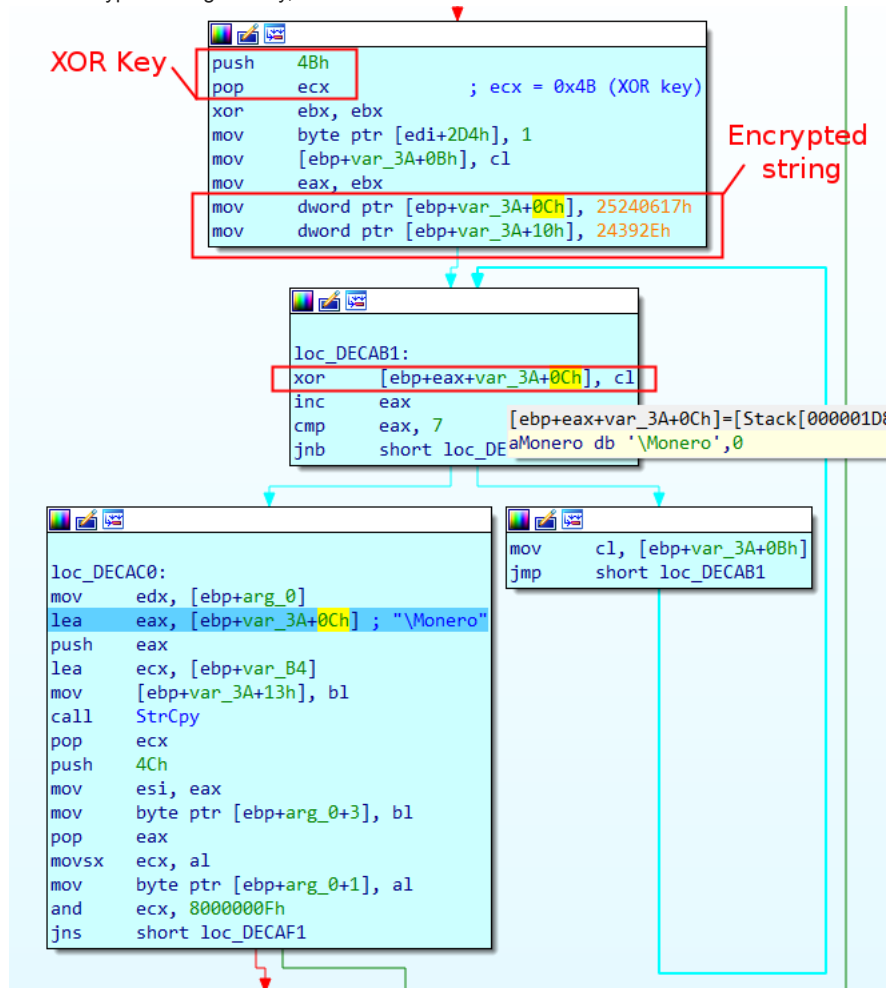 XOR Key
push 4Bh
pop ecx ; ecx = 0x4B (XOR key)
xor ebx, ebx
mov byte ptr [edi+2D4h], 1
mov [ebp+var_3A+0Bh], cl
mov eax, ebx
mov dword ptr [ebp+var_3A+0Ch], 25240617h
mov dword ptr [ebp+var_3A+10h], 24392Eh
Encrypted
string
loc_DECAB1:
xor [ebp+eax+var_3A+0Ch], cl
inc eax
cmp eax, 7
jnb short loc_DE
[ebp+eax+var_3A+0Ch]=[Stack[000001D8
aMonero db '\Monero',0
loc_DECAC0:
mov edx, [ebp+arg_0]
lea eax, [ebp+var_3A+0Ch] ; "\Monero"
push eax
lea ecx, [ebp+var_B4]
mov [ebp+var_3A+13h], bl
call StrCpy
pop ecx
push 4Ch
mov esi, eax
mov byte ptr [ebp+arg_0+3], bl
pop eax
movsx ecx, al
mov byte ptr [ebp+arg_0+1], al
and ecx, 8000000Fh
jns short loc_DECAF1
mov cl, [ebp+var_3A+0Bh]
jmp short loc_DECAB1